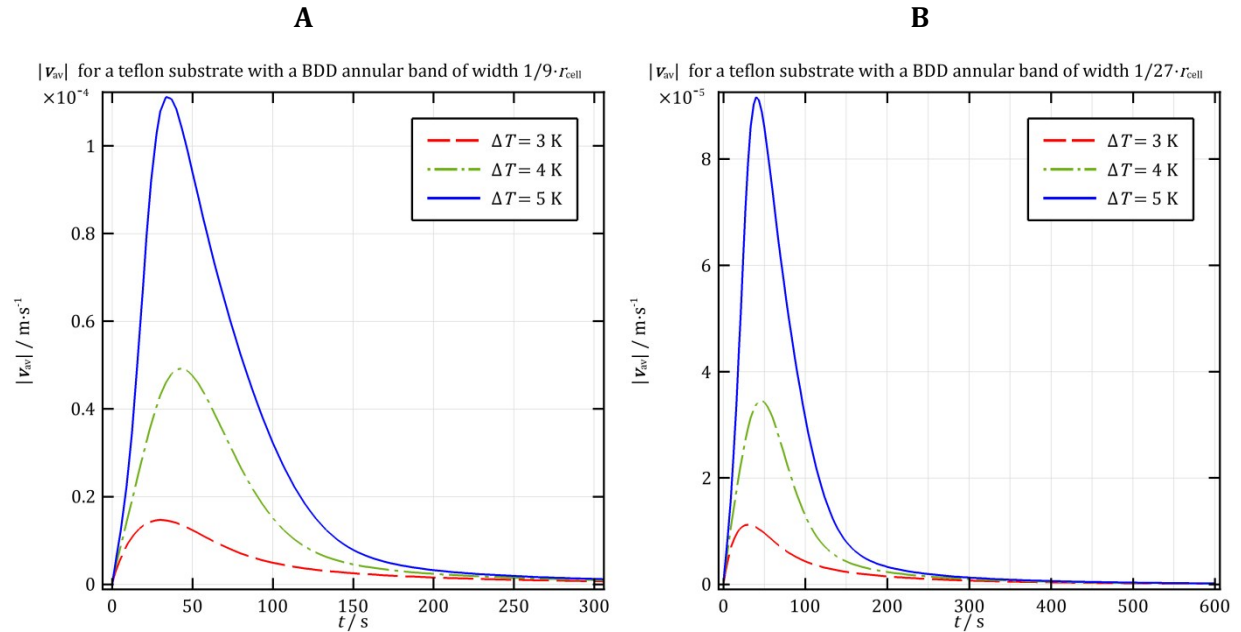 A
|v_av| for a teflon substrate with a BDD annular band of width 1/9·r_cell
×10⁻⁴
1
0.8
0.6
0.4
0.2
0
|v_av| / m·s⁻¹
ΔT = 3 K
ΔT = 4 K
ΔT = 5 K
0 50 100 150 200 250 300
t / s
B
|v_av| for a teflon substrate with a BDD annular band of width 1/27·r_cell
×10⁻⁵
8
6
4
2
0
|v_av| / m·s⁻¹
ΔT = 3 K
ΔT = 4 K
ΔT = 5 K
0 100 200 300 400 500 600
t / s